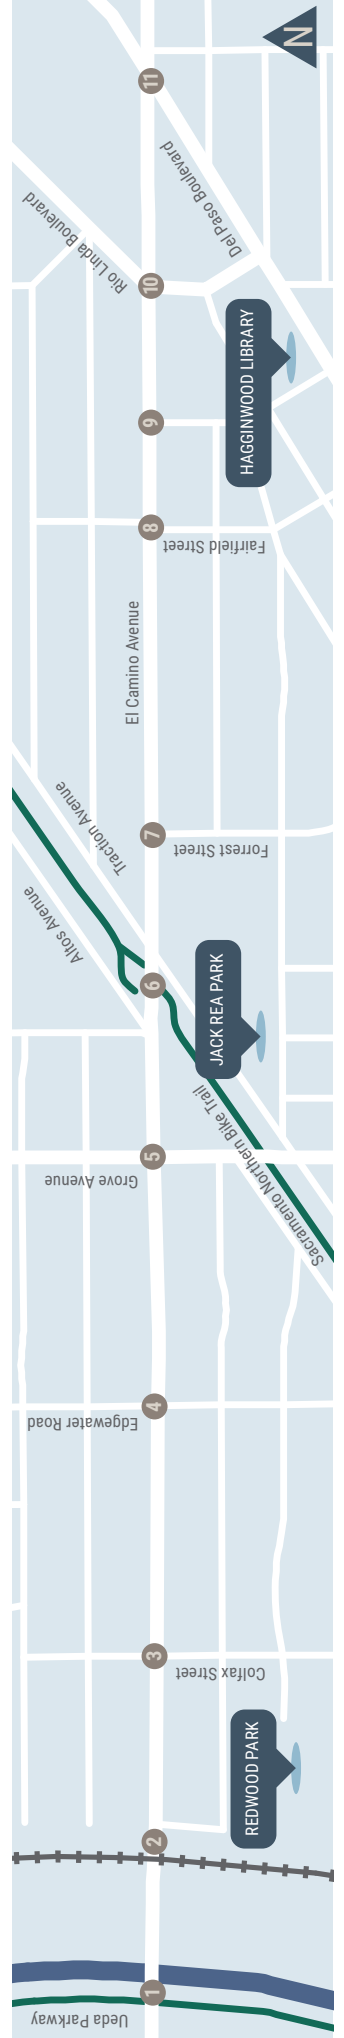 N
11
Del Paso Boulevard
Rio Linda Boulevard
10
HAGGINWOOD LIBRARY
9
8
Fairfield Street
El Camino Avenue
7
Forrest Street
Traction Avenue
Altos Avenue
6
JACK REA PARK
Sacramento Northern Bike Trail
5
Grove Avenue
4
Edgewater Road
3
Colfax Street
REDWOOD PARK
2
1
Ueda Parkway